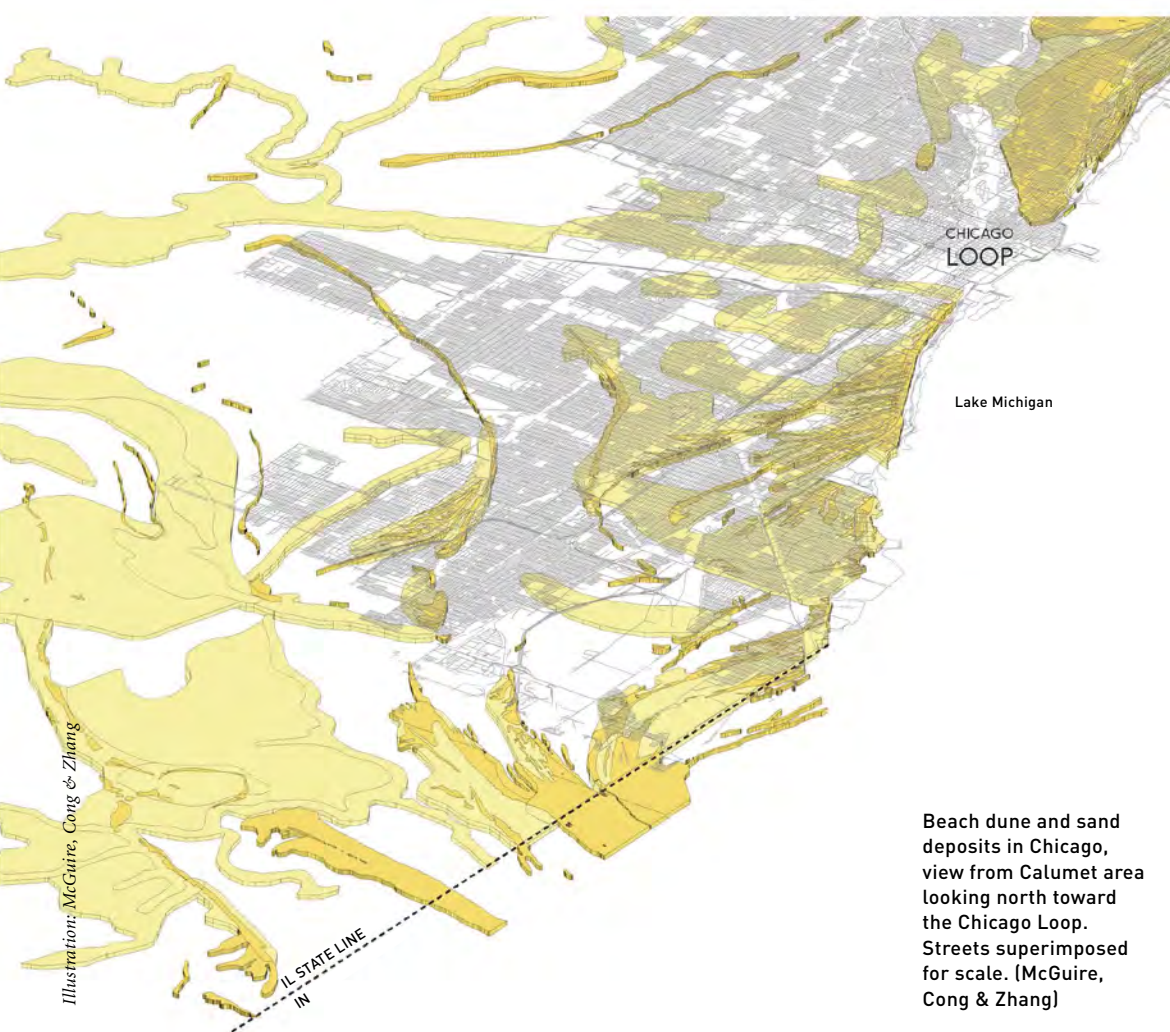 CHICAGO
LOOP
Lake Michigan
Illustration: McGuire, Cong & Zhang
IL STATE LINE
IN
Beach dune and sand
deposits in Chicago,
view from Calumet area
looking north toward
the Chicago Loop.
Streets superimposed
for scale. (McGuire,
Cong & Zhang)